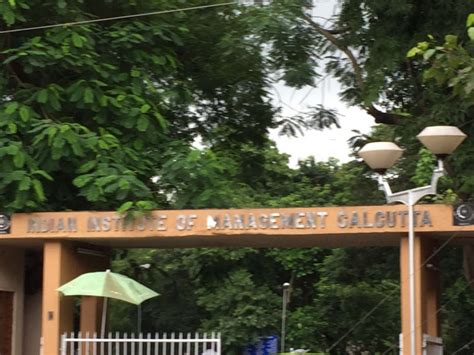 INDIAN INSTITUTE OF MANAGEMENT CALCUTTA